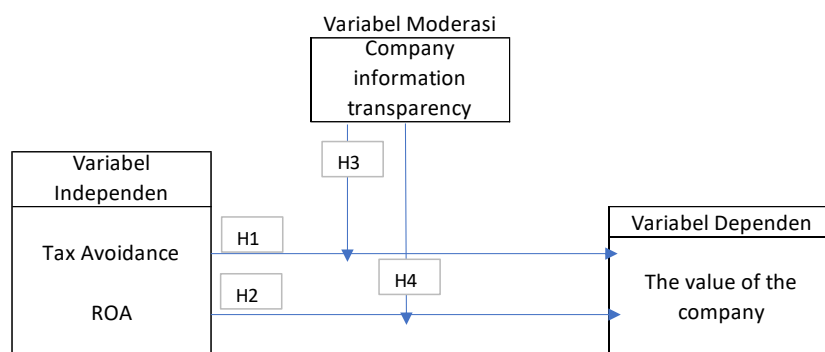 Variabel Moderasi
Company
information
transparency
H3
Variabel
Independen
Tax Avoidance
ROA
H1
H2
H4
Variabel Dependen
The value of the
company